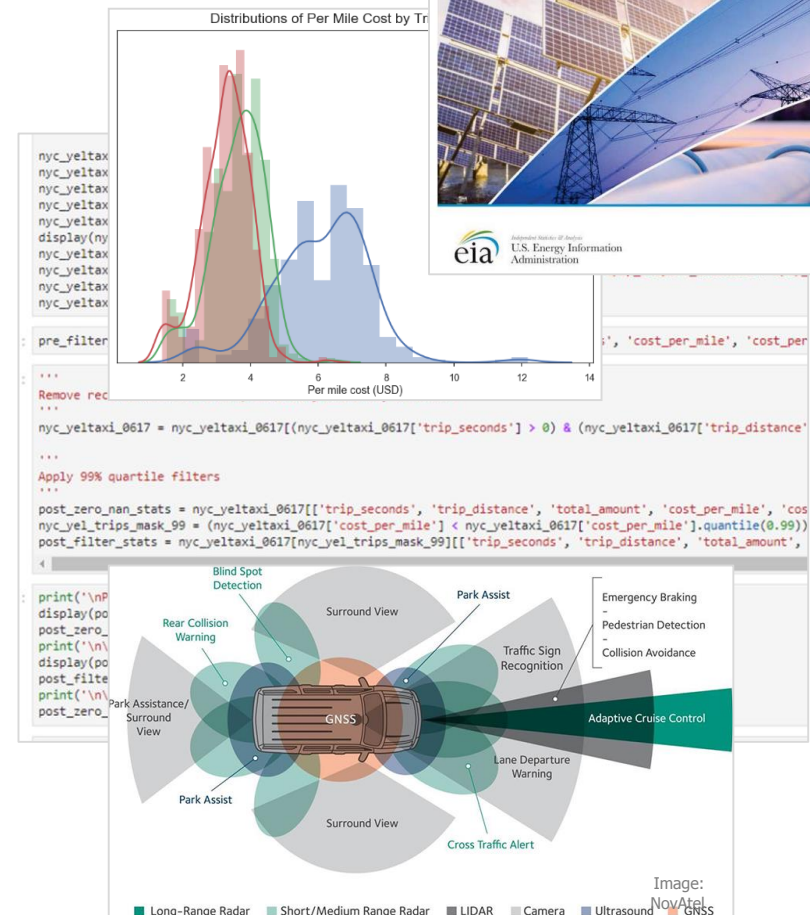 Distributions of Per Mile Cost by Tr
2 4 6 8 10 12 14
Per mile cost (USD)
Independent Statistics & Analysis
eia U.S. Energy Information
Administration
nyc_yeltax
nyc_yeltax
nyc_yeltax
nyc_yeltax
nyc_yeltax
display(ny
nyc_yeltax
nyc_yeltax
nyc_yeltax
nyc_yeltax
pre_filter
s', 'cost_per_mile', 'cost_per
'''
Remove rec
'''
nyc_yeltaxi_0617 = nyc_yeltaxi_0617[(nyc_yeltaxi_0617['trip_seconds'] > 0) & (nyc_yeltaxi_0617['trip_distance'
'''
Apply 99% quartile filters
'''
post_zero_nan_stats = nyc_yeltaxi_0617[['trip_seconds', 'trip_distance', 'total_amount', 'cost_per_mile', 'cos
nyc_yel_trips_mask_99 = (nyc_yeltaxi_0617['cost_per_mile'] < nyc_yeltaxi_0617['cost_per_mile'].quantile(0.99))
post_filter_stats = nyc_yeltaxi_0617[nyc_yel_trips_mask_99][['trip_seconds', 'trip_distance', 'total_amount',
print('\nP
display(po
post_zero_
print('\n\
display(po
post_filte
print('\n\
post_zero_
Blind Spot
Detection
Rear Collision
Warning
Park Assistance/
Surround
View
Park Assist
Surround View
GNSS
Surround View
Park Assist
Traffic Sign
Recognition
Lane Departure
Warning
Cross Traffic Alert
Emergency Braking
–
Pedestrian Detection
–
Collision Avoidance
Adaptive Cruise Control
Image:
NovAtel
Long-Range Radar Short/Medium Range Radar LIDAR Camera Ultrasound GNSS